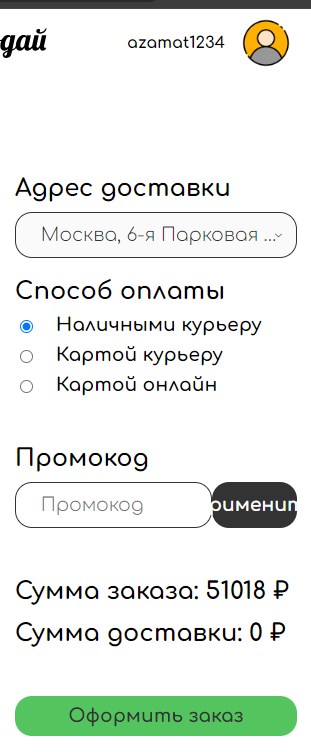 дай
azamat1234
Адрес доставки
Москва, 6-я Парковая ...
Способ оплаты
Наличными курьеру
Картой курьеру
Картой онлайн
Промокод
Промокод
рименит
Сумма заказа: 51018 ₽
Сумма доставки: 0 ₽
Оформить заказ